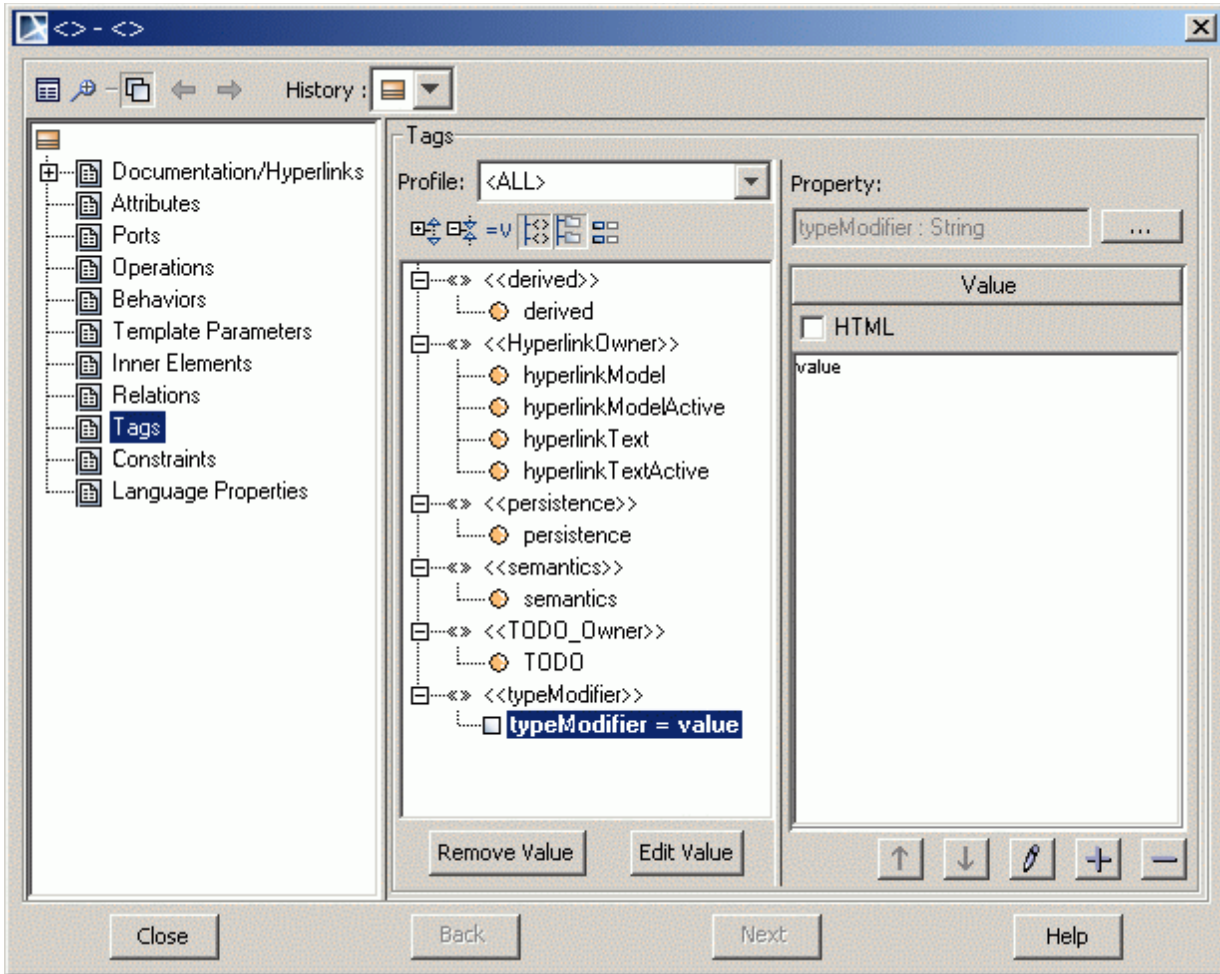 <> - <>
History :
Documentation/Hyperlinks
Attributes
Ports
Operations
Behaviors
Template Parameters
Inner Elements
Relations
Tags
Constraints
Language Properties
Tags
Profile: <ALL>
=v
«» <<derived>>
derived
«» <<HyperlinkOwner>>
hyperlinkModel
hyperlinkModelActive
hyperlinkText
hyperlinkTextActive
«» <<persistence>>
persistence
«» <<semantics>>
semantics
«» <<TODO_Owner>>
TODO
«» <<typeModifier>>
typeModifier = value
Remove Value Edit Value
Property:
typeModifier : String ...
Value
HTML
value
Close Back Next Help